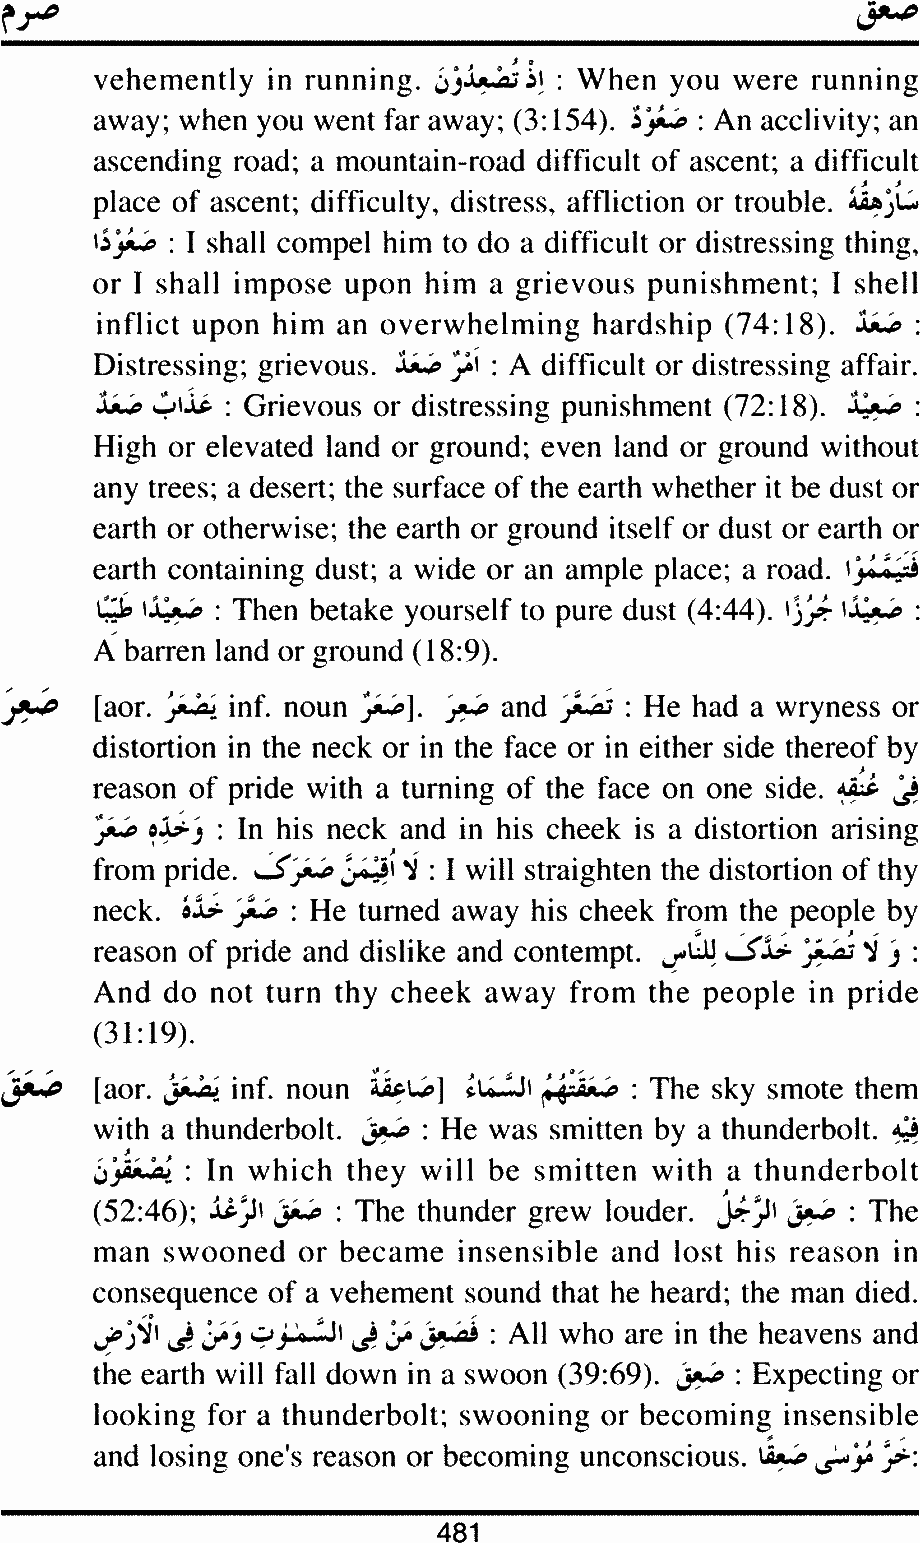 صرم صعق
vehemently in running. اِذْ تُصْعِدُوْنَ : When you were running
away; when you went far away; (3:154). صَعُوْدٌ : An acclivity; an
ascending road; a mountain-road difficult of ascent; a difficult
place of ascent; difficulty, distress, affliction or trouble. سَاُرْهِقُهٗ
صَعُوْدًا : I shall compel him to do a difficult or distressing thing,
or I shall impose upon him a grievous punishment; I shell
inflict upon him an overwhelming hardship (74:18). صَعَدٌ :
Distressing; grievous. اَمْرٌ صَعَدٌ : A difficult or distressing affair.
عَذَابٌ صَعَدٌ : Grievous or distressing punishment (72:18). صَعِيْدٌ :
High or elevated land or ground; even land or ground without
any trees; a desert; the surface of the earth whether it be dust or
earth or otherwise; the earth or ground itself or dust or earth or
earth containing dust; a wide or an ample place; a road. فَتَيَمَّمُوْا
صَعِيْدًا طَيِّبًا : Then betake yourself to pure dust (4:44). صَعِيْدًا جُرُزًا :
A barren land or ground (18:9).
صَعِرَ [aor. يَصْعَرُ inf. noun صَعَرٌ]. صَعِرَ and تَصَعَّرَ : He had a wryness or
distortion in the neck or in the face or in either side thereof by
reason of pride with a turning of the face on one side. فِيْ عُنُقِهٖ
وَخَدِّهٖ صَعَرٌ : In his neck and in his cheek is a distortion arising
from pride. لَاُقِيْمَنَّ صَعَرَکَ : I will straighten the distortion of thy
neck. صَعَّرَ خَدَّهٗ : He turned away his cheek from the people by
reason of pride and dislike and contempt. وَ لَا تُصَعِّرْ خَدَّکَ لِلنَّاسِ :
And do not turn thy cheek away from the people in pride
(31:19).
صَعَقَ [aor. يَصْعَقُ inf. noun صَاعِقَةٌ] صَعَقَتْهُمُ السَّمَاءُ : The sky smote them
with a thunderbolt. صَعِقَ : He was smitten by a thunderbolt. فِيْهِ
يُصْعَقُوْنَ : In which they will be smitten with a thunderbolt
(52:46); صَعَقَ الرَّعْدُ : The thunder grew louder. صَعِقَ الرَّجُلُ : The
man swooned or became insensible and lost his reason in
consequence of a vehement sound that he heard; the man died.
فَصَعِقَ مَنْ فِی السَّمٰوٰتِ وَمَنْ فِی الْاَرْضِ : All who are in the heavens and
the earth will fall down in a swoon (39:69). صَعِقٌ : Expecting or
looking for a thunderbolt; swooning or becoming insensible
and losing one's reason or becoming unconscious. خَرَّ مُوْسٰی صَعِقًا:
481